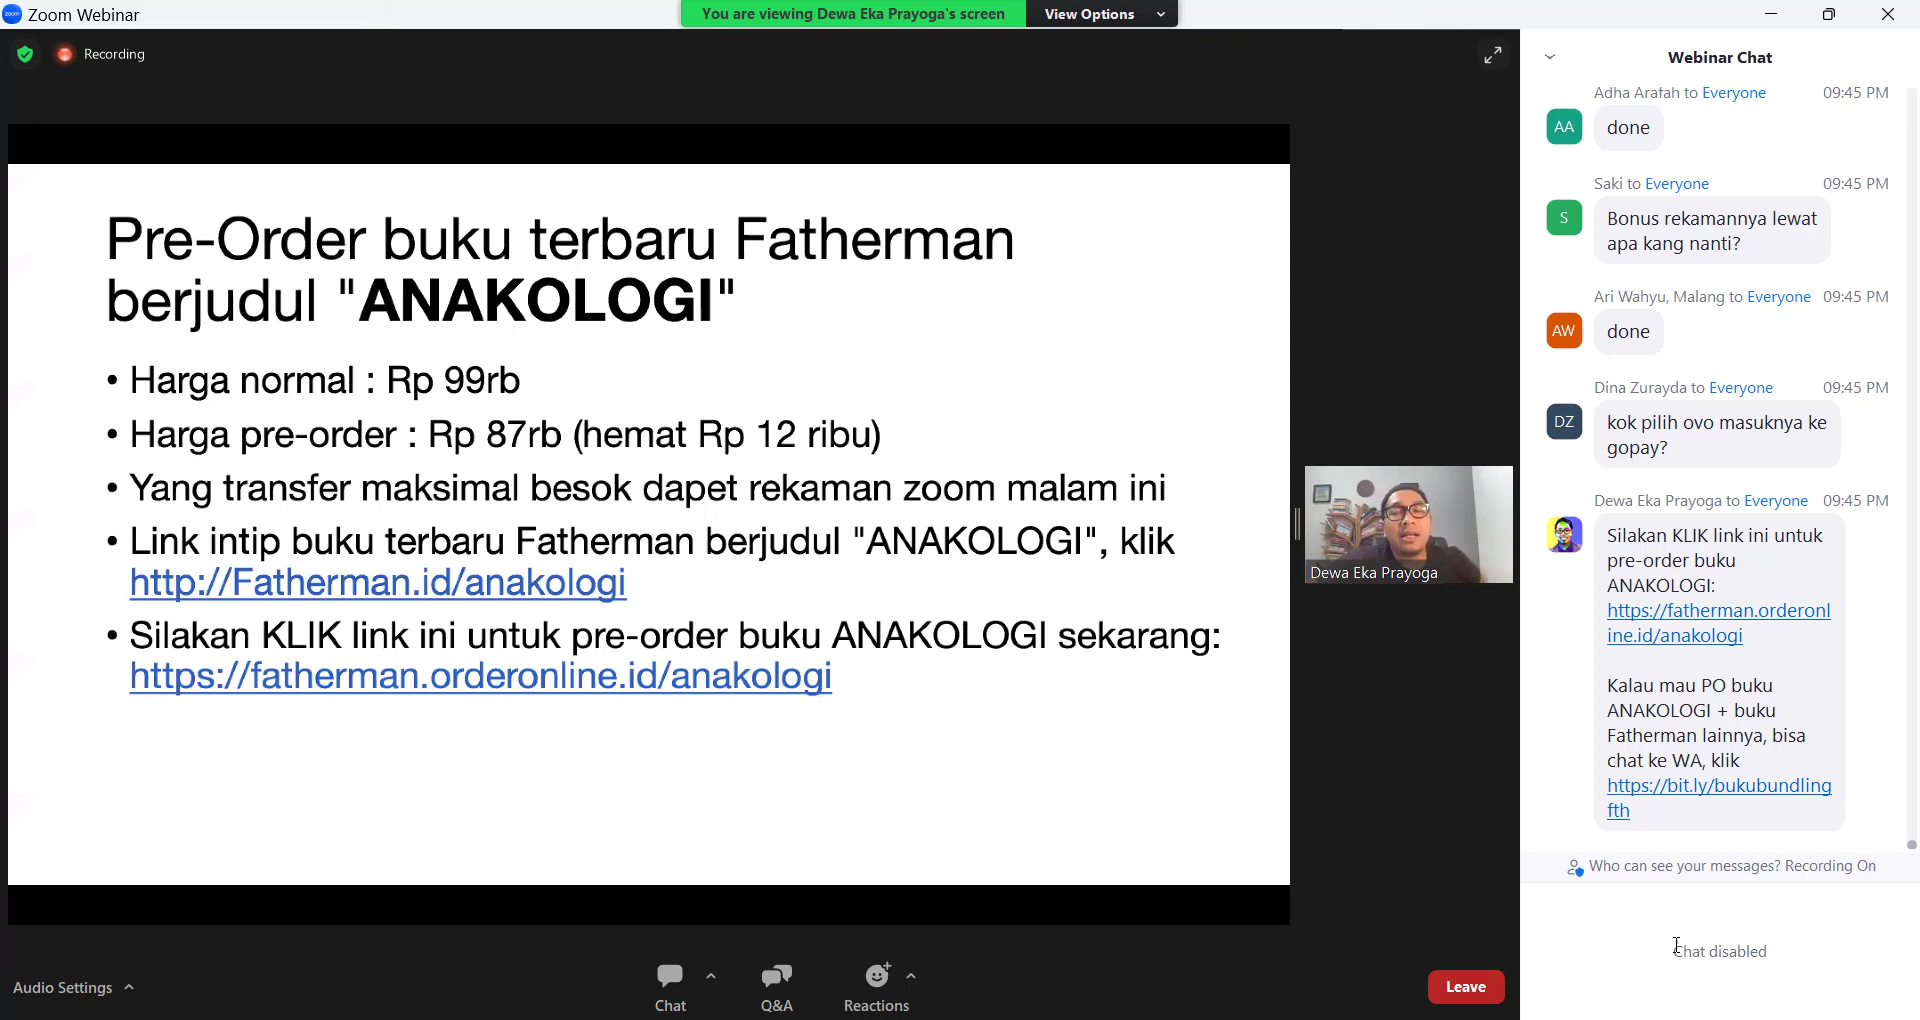 Zoom Webinar
You are viewing Dewa Eka Prayoga's screen
View Options
Recording
Pre-Order buku terbaru Fatherman
berjudul "ANAKOLOGI"
• Harga normal : Rp 99rb
• Harga pre-order : Rp 87rb (hemat Rp 12 ribu)
• Yang transfer maksimal besok dapet rekaman zoom malam ini
• Link intip buku terbaru Fatherman berjudul "ANAKOLOGI", klik
http://Fatherman.id/anakologi
• Silakan KLIK link ini untuk pre-order buku ANAKOLOGI sekarang:
https://fatherman.orderonline.id/anakologi
Dewa Eka Prayoga
Webinar Chat
Adha Arafah to Everyone 09:45 PM
AA
done
Saki to Everyone 09:45 PM
S
Bonus rekamannya lewat
apa kang nanti?
Ari Wahyu, Malang to Everyone 09:45 PM
AW
done
Dina Zurayda to Everyone 09:45 PM
DZ
kok pilih ovo masuknya ke
gopay?
Dewa Eka Prayoga to Everyone 09:45 PM
Silakan KLIK link ini untuk
pre-order buku
ANAKOLOGI:
https://fatherman.orderonl
ine.id/anakologi
Kalau mau PO buku
ANAKOLOGI + buku
Fatherman lainnya, bisa
chat ke WA, klik
https://bit.ly/bukubundling
fth
Who can see your messages? Recording On
Chat disabled
Audio Settings
Chat
Q&A
Reactions
Leave